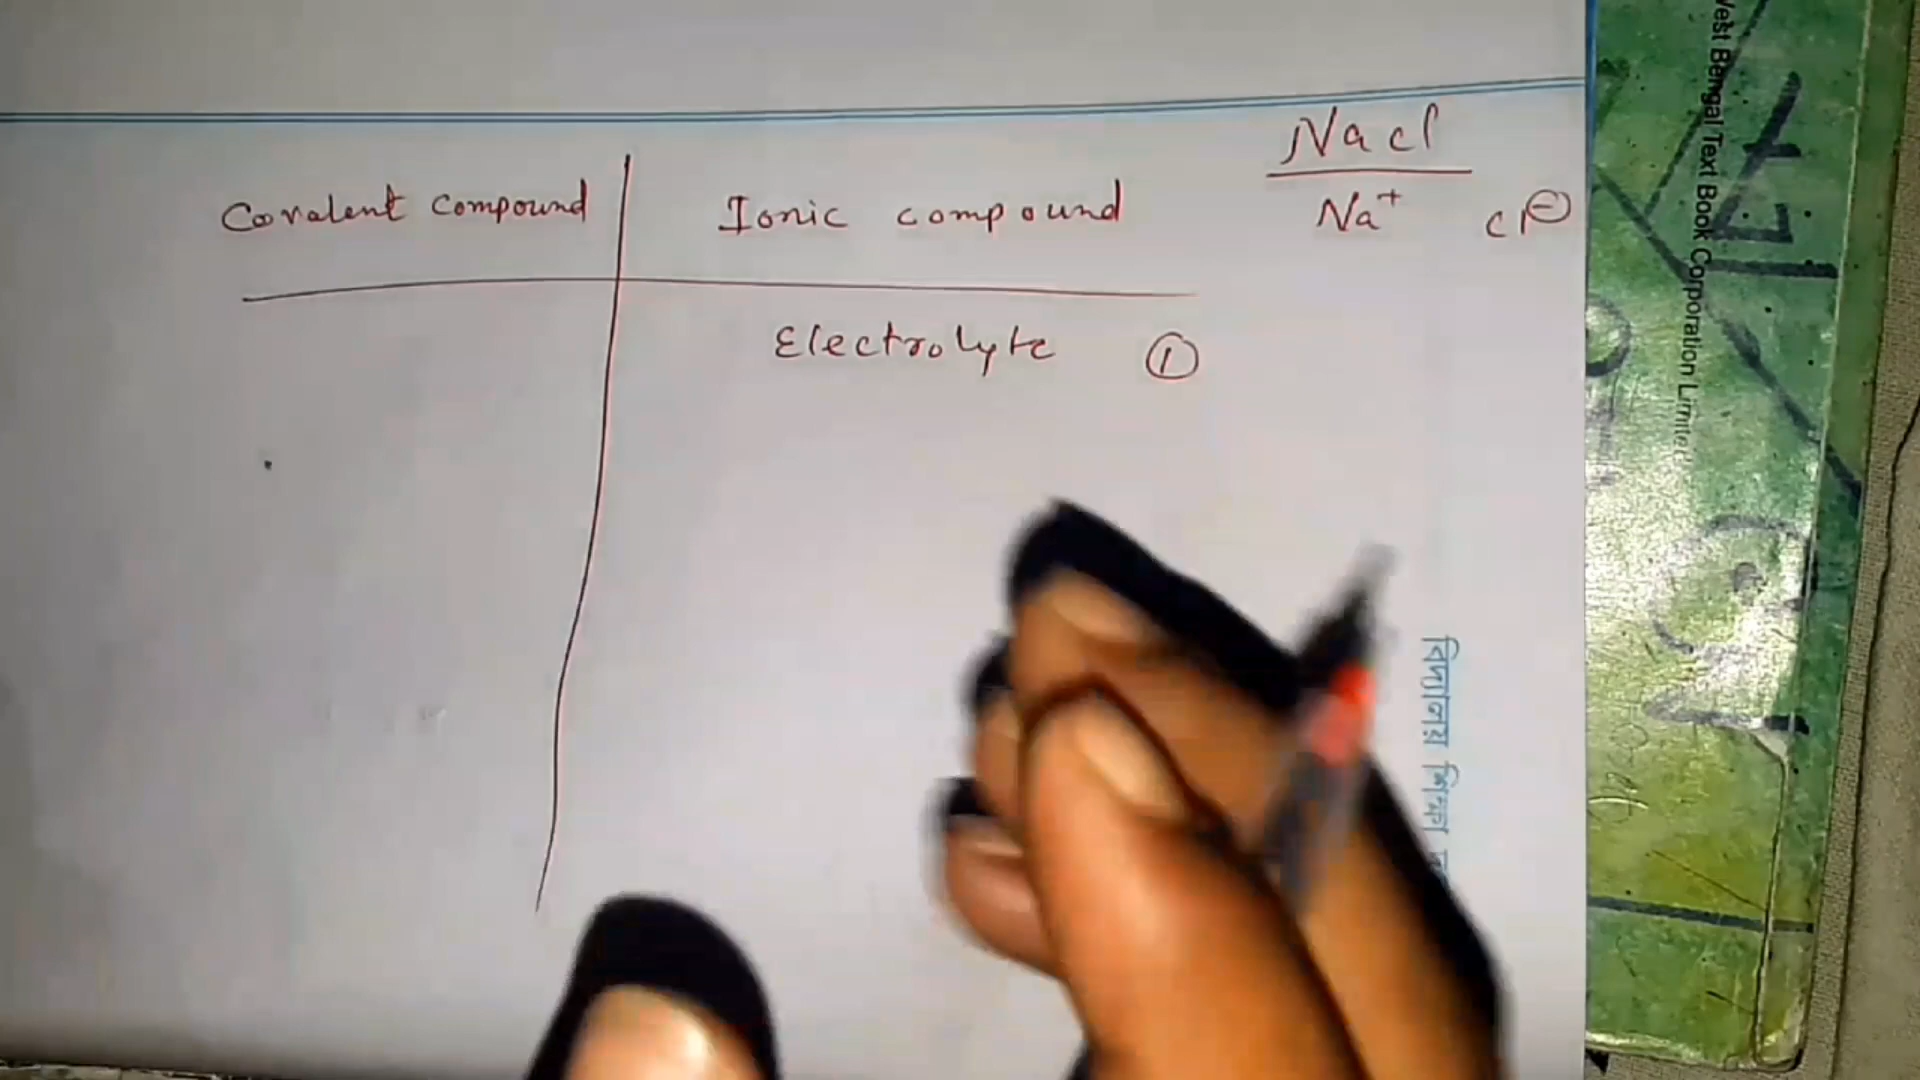 Nacl
Covalent compound
Ionic compound
Na+ cl⊖
Electrolyte ①
West Bengal Text Book Corporation Limited
বিদ্যালয় শিক্ষা